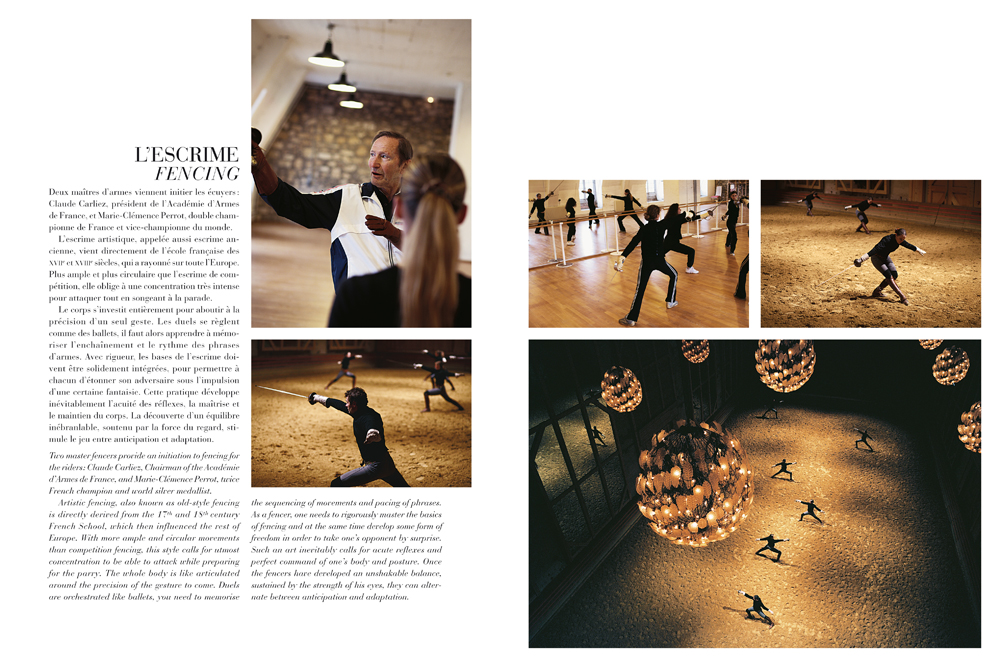 L'ESCRIME
FENCING
Deux maîtres d'armes viennent initier les écuyers :
Claude Carliez, président de l'Académie d'Armes
de France, et Marie-Clémence Perrot, double cham-
pionne de France et vice-championne du monde.
L'escrime artistique, appelée aussi escrime an-
cienne, vient directement de l'école française des
XVIIe et XVIIIe siècles, qui a rayonné sur toute l'Europe.
Plus ample et plus circulaire que l'escrime de com-
pétition, elle oblige à une concentration très intense
pour attaquer tout en songeant à la parade.
Le corps s'investit entièrement pour aboutir à la
précision d'un seul geste. Les duels se règlent
comme des ballets, il faut alors apprendre à mémo-
riser l'enchaînement et le rythme des phrases
d'armes. Avec rigueur, les bases de l'escrime doi-
vent être solidement intégrées, pour permettre à
chacun d'étonner son adversaire sous l'impulsion
d'une certaine fantaisie. Cette pratique développe
inévitablement l'acuité des réflexes, la maîtrise et
le maintien du corps. La découverte d'un équilibre
inébranlable, soutenu par la force du regard, sti-
mule le jeu entre anticipation et adaptation.
Two master fencers provide an initiation to fencing for
the riders: Claude Carliez, Chairman of the Académie
d'Armes de France, and Marie-Clémence Perrot, twice
French champion and world silver medallist.
Artistic fencing, also known as old-style fencing
is directly derived from the 17th and 18th century
French School, which then influenced the rest of
Europe. With more ample and circular movements
than competition fencing, this style calls for utmost
concentration to be able to attack while preparing
for the parry. The whole body is like articulated
around the precision of the gesture to come. Duels
are orchestrated like ballets, you need to memorise
the sequencing of movements and pacing of phrases.
As a fencer, one needs to rigorously master the basics
of fencing and at the same time develop some form of
freedom in order to take one's opponent by surprise.
Such an art inevitably calls for acute reflexes and
perfect command of one's body and posture. Once
the fencers have developed an unshakable balance,
sustained by the strength of his eyes, they can alter-
nate between anticipation and adaptation.